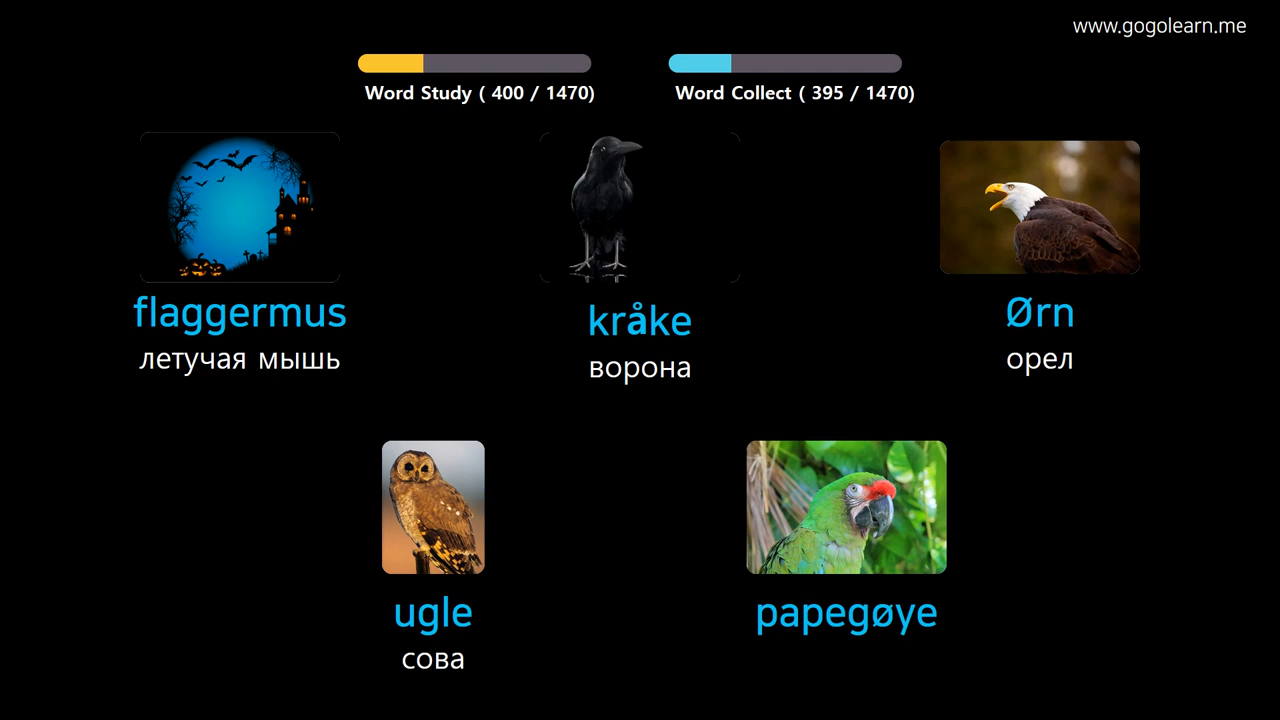 www.gogolearn.me
Word Study ( 400 / 1470)
Word Collect ( 395 / 1470)
flaggermus
летучая мышь
kråke
ворона
Ørn
орел
ugle
сова
papegøye